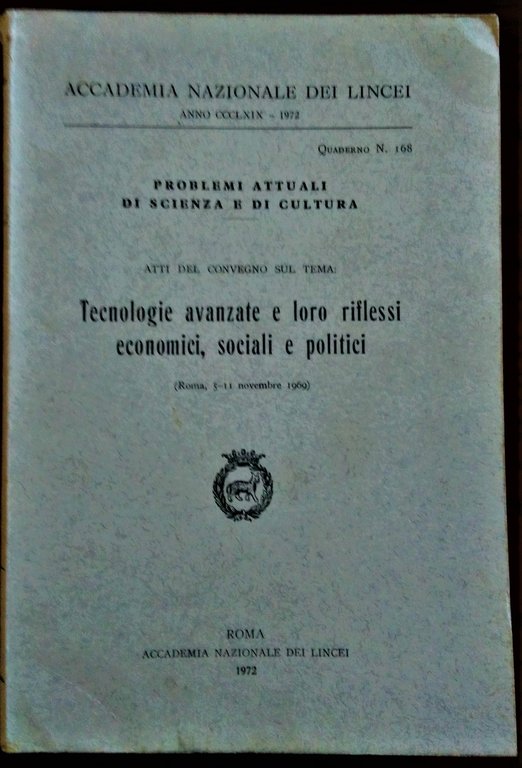 ACCADEMIA NAZIONALE DEI LINCEI
ANNO CCCLXIX - 1972
QUADERNO N. 168
PROBLEMI ATTUALI
DI SCIENZA E DI CULTURA
ATTI DEL CONVEGNO SUL TEMA:
Tecnologie avanzate e loro riflessi
economici, sociali e politici
(Roma, 5-11 novembre 1969)
ROMA
ACCADEMIA NAZIONALE DEI LINCEI
1972